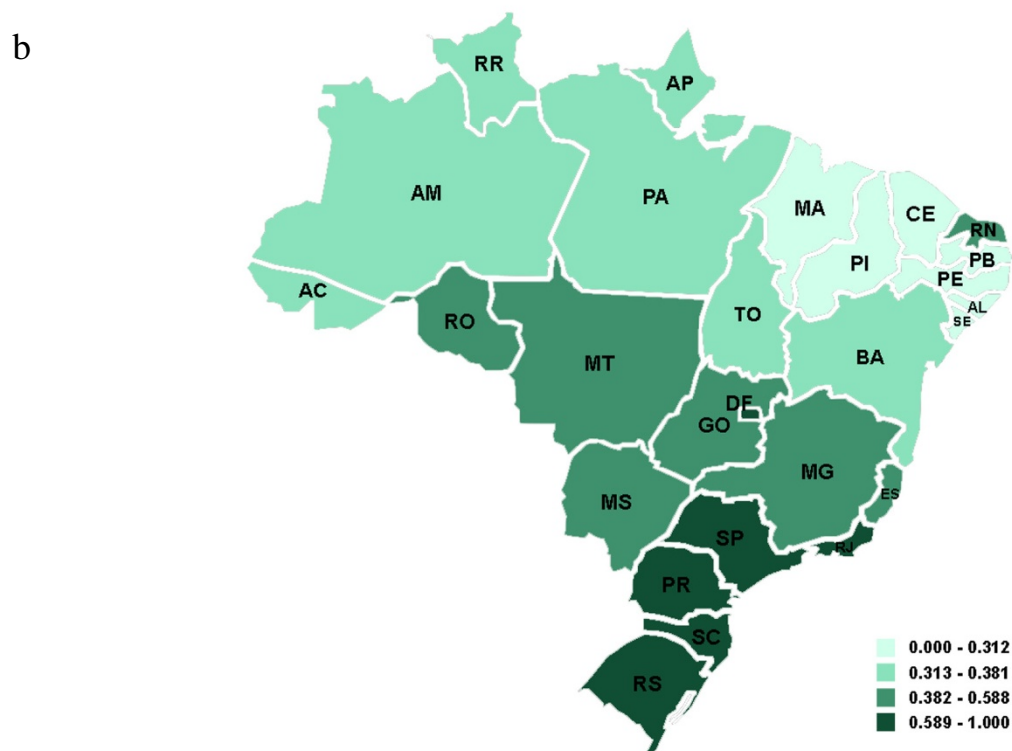 b
RR
AP
AM
PA
MA
CE
RN
PI
PB
PE
AC
TO
AL
RO
SE
MT
BA
DF
GO
MG
MS
ES
SP
RJ
PR
SC
RS
0.000 - 0.312
0.313 - 0.381
0.382 - 0.588
0.589 - 1.000